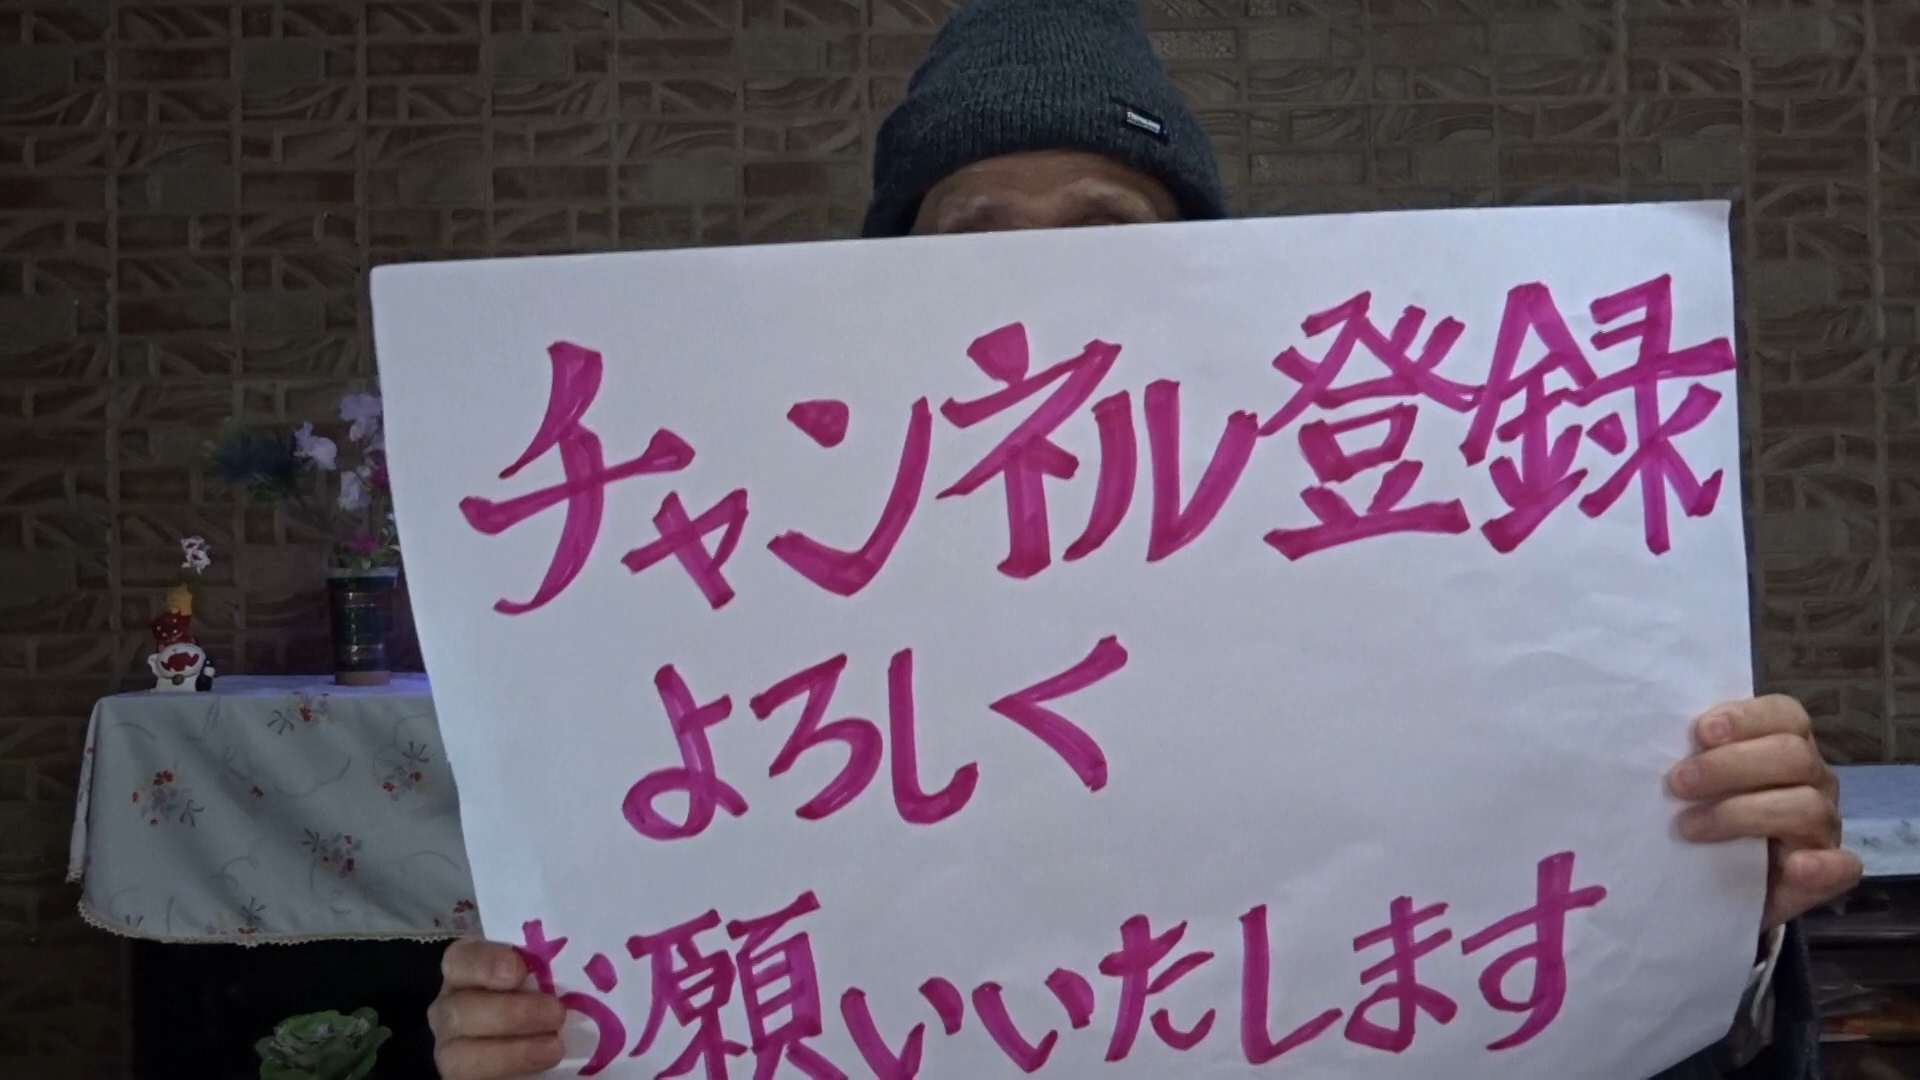 チャンネル登録
よろしく
お願いいたします